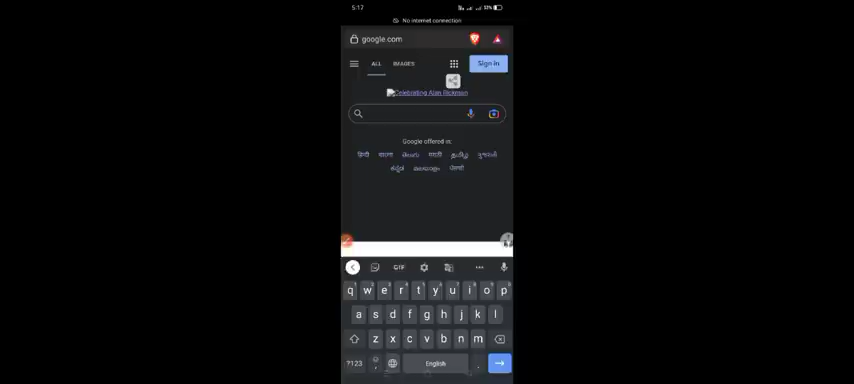 5:17
52%
No internet connection
google.com
ALL IMAGES Sign in
Celebrating Alan Rickman
Google offered in:
हिन्दी বাংলা తెలుగు मराठी தமிழ் ગુજરાતી
ಕನ್ನಡ മലയാളം ਪੰਜਾਬੀ
GIF
q w e r t y u i o p
a s d f g h j k l
z x c v b n m
?123 , English .